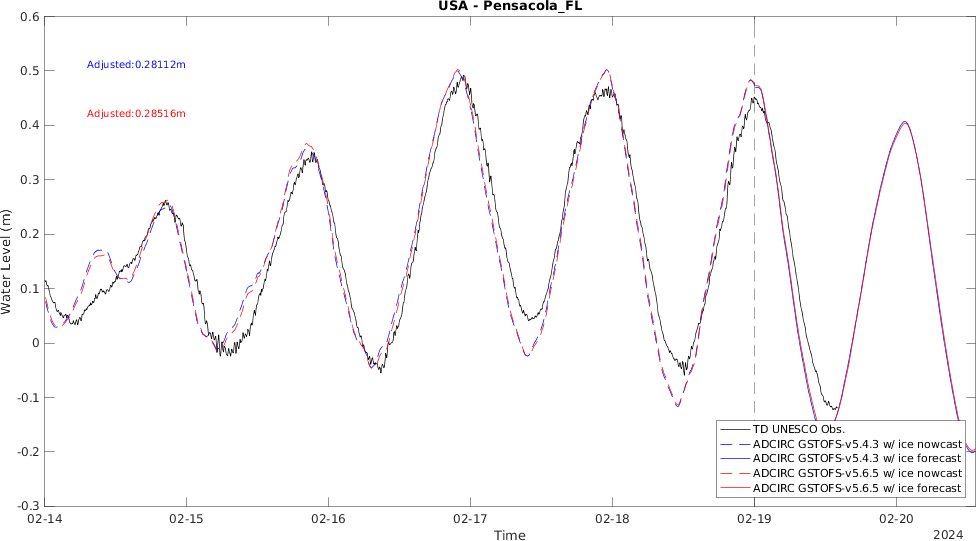 USA - Pensacola_FL
0.6
0.5
0.4
0.3
0.2
0.1
0
-0.1
-0.2
-0.3
Water Level (m)
Adjusted:0.28112m
Adjusted:0.28516m
TD UNESCO Obs.
ADCIRC GSTOFS-v5.4.3 w/ ice nowcast
ADCIRC GSTOFS-v5.4.3 w/ ice forecast
ADCIRC GSTOFS-v5.6.5 w/ ice nowcast
ADCIRC GSTOFS-v5.6.5 w/ ice forecast
02-14 02-15 02-16 02-17 02-18 02-19 02-20
Time
2024